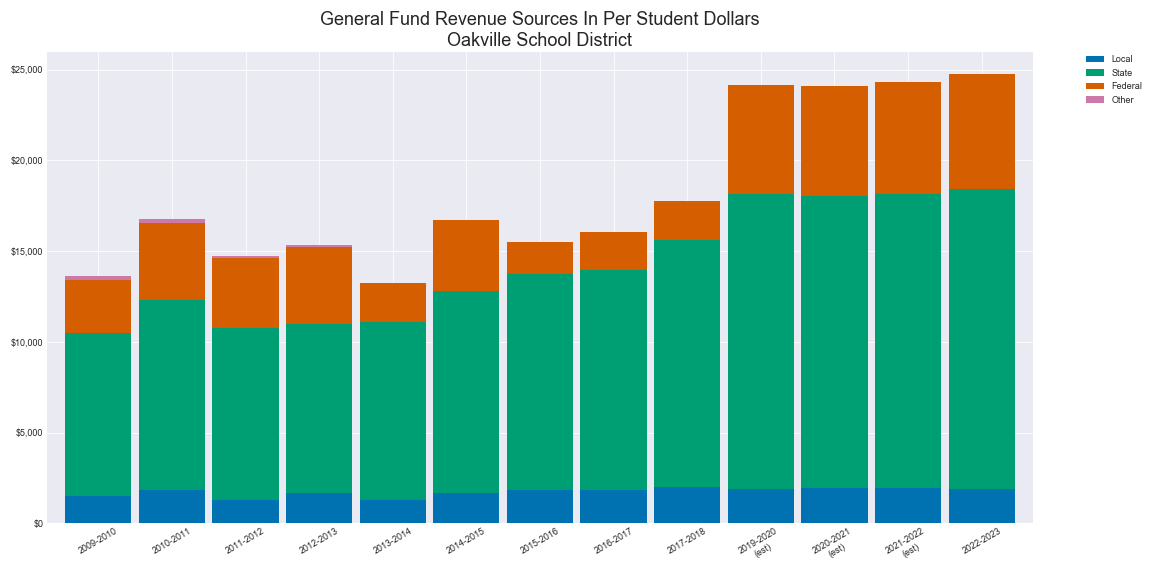 General Fund Revenue Sources In Per Student Dollars
Oakville School District
Local
State
Federal
Other
$25,000
$20,000
$15,000
$10,000
$5,000
$0
2009-2010
2010-2011
2011-2012
2012-2013
2013-2014
2014-2015
2015-2016
2016-2017
2017-2018
2019-2020
(est)
2020-2021
(est)
2021-2022
(est)
2022-2023